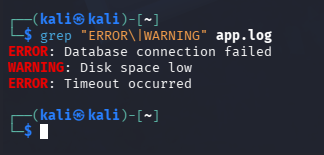 ┌──(kali㉿kali)-[~]
└─$ grep "ERROR\|WARNING" app.log
ERROR: Database connection failed
WARNING: Disk space low
ERROR: Timeout occurred
┌──(kali㉿kali)-[~]
└─$